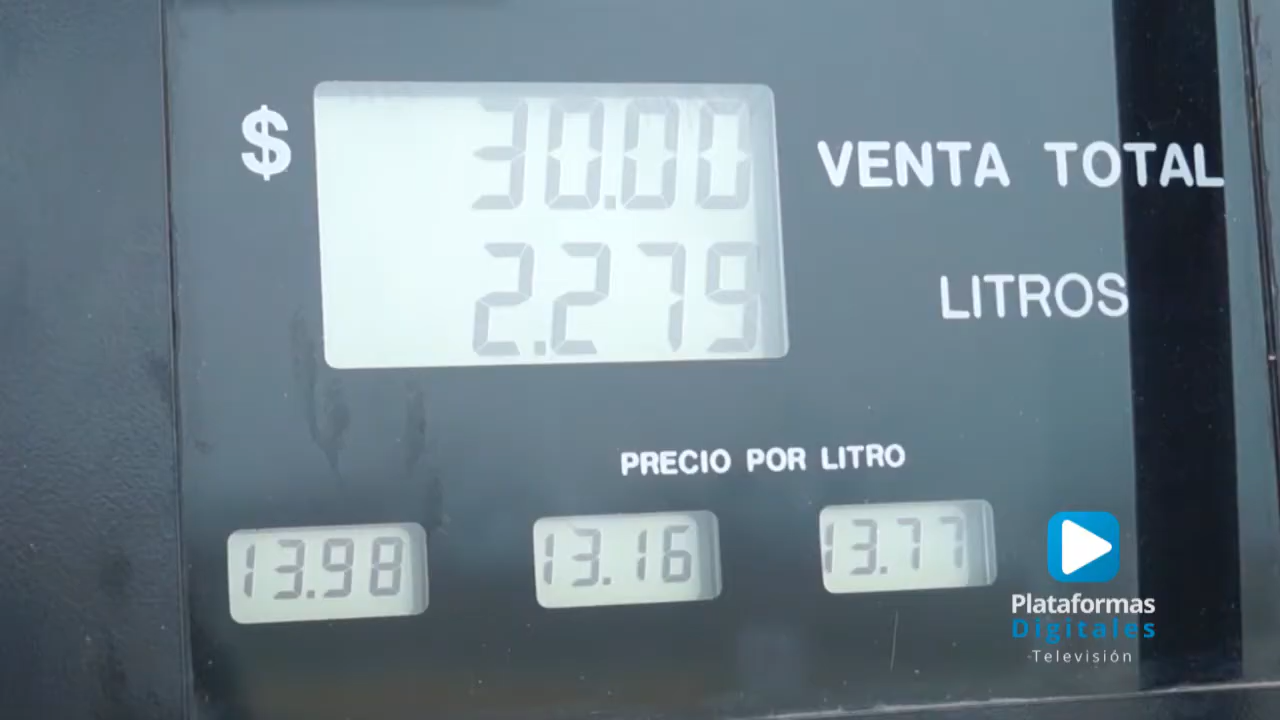 $ 30.00 VENTA TOTAL
2.279 LITROS
PRECIO POR LITRO
13.98 13.16 13.77
Plataformas
Digitales
Televisión